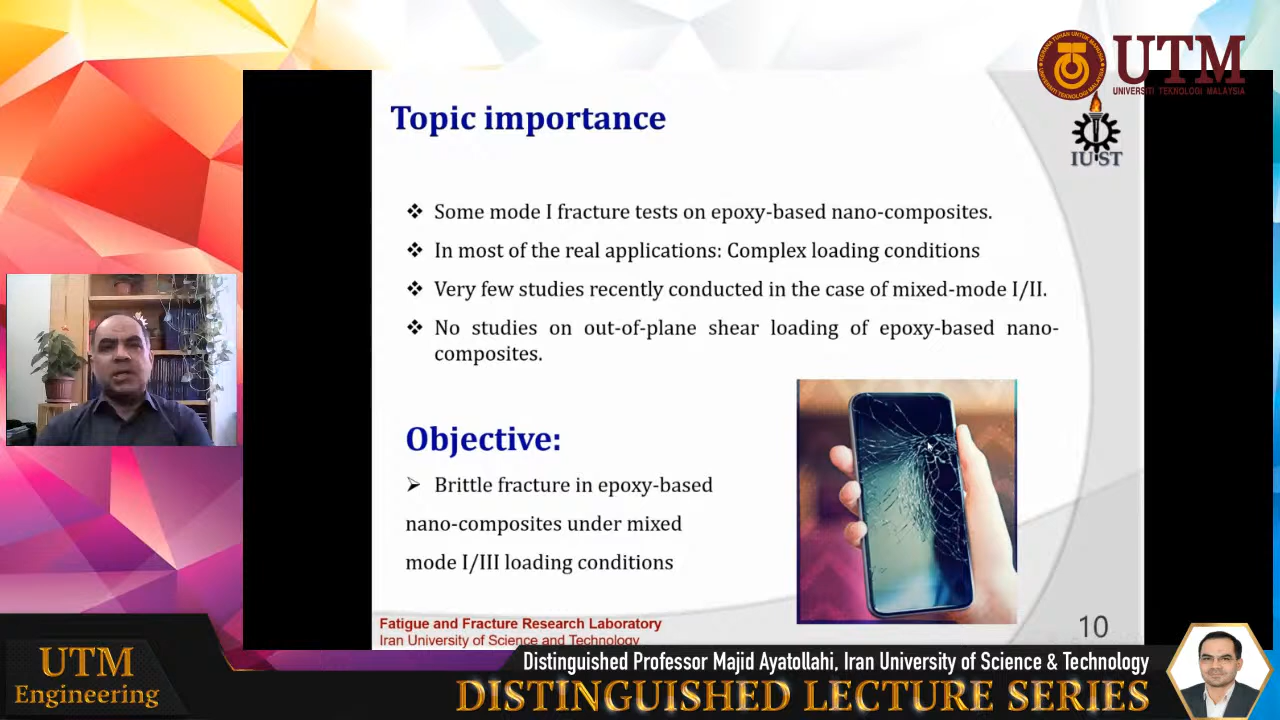 UTM
UNIVERSITI TEKNOLOGI MALAYSIA
IUST
Topic importance
❖ Some mode I fracture tests on epoxy-based nano-composites.
❖ In most of the real applications: Complex loading conditions
❖ Very few studies recently conducted in the case of mixed-mode I/II.
❖ No studies on out-of-plane shear loading of epoxy-based nano-
composites.
Objective:
➢ Brittle fracture in epoxy-based
nano-composites under mixed
mode I/III loading conditions
Fatigue and Fracture Research Laboratory
Iran University of Science and Technology
10
UTM
Engineering
Distinguished Professor Majid Ayatollahi, Iran University of Science & Technology
DISTINGUISHED LECTURE SERIES